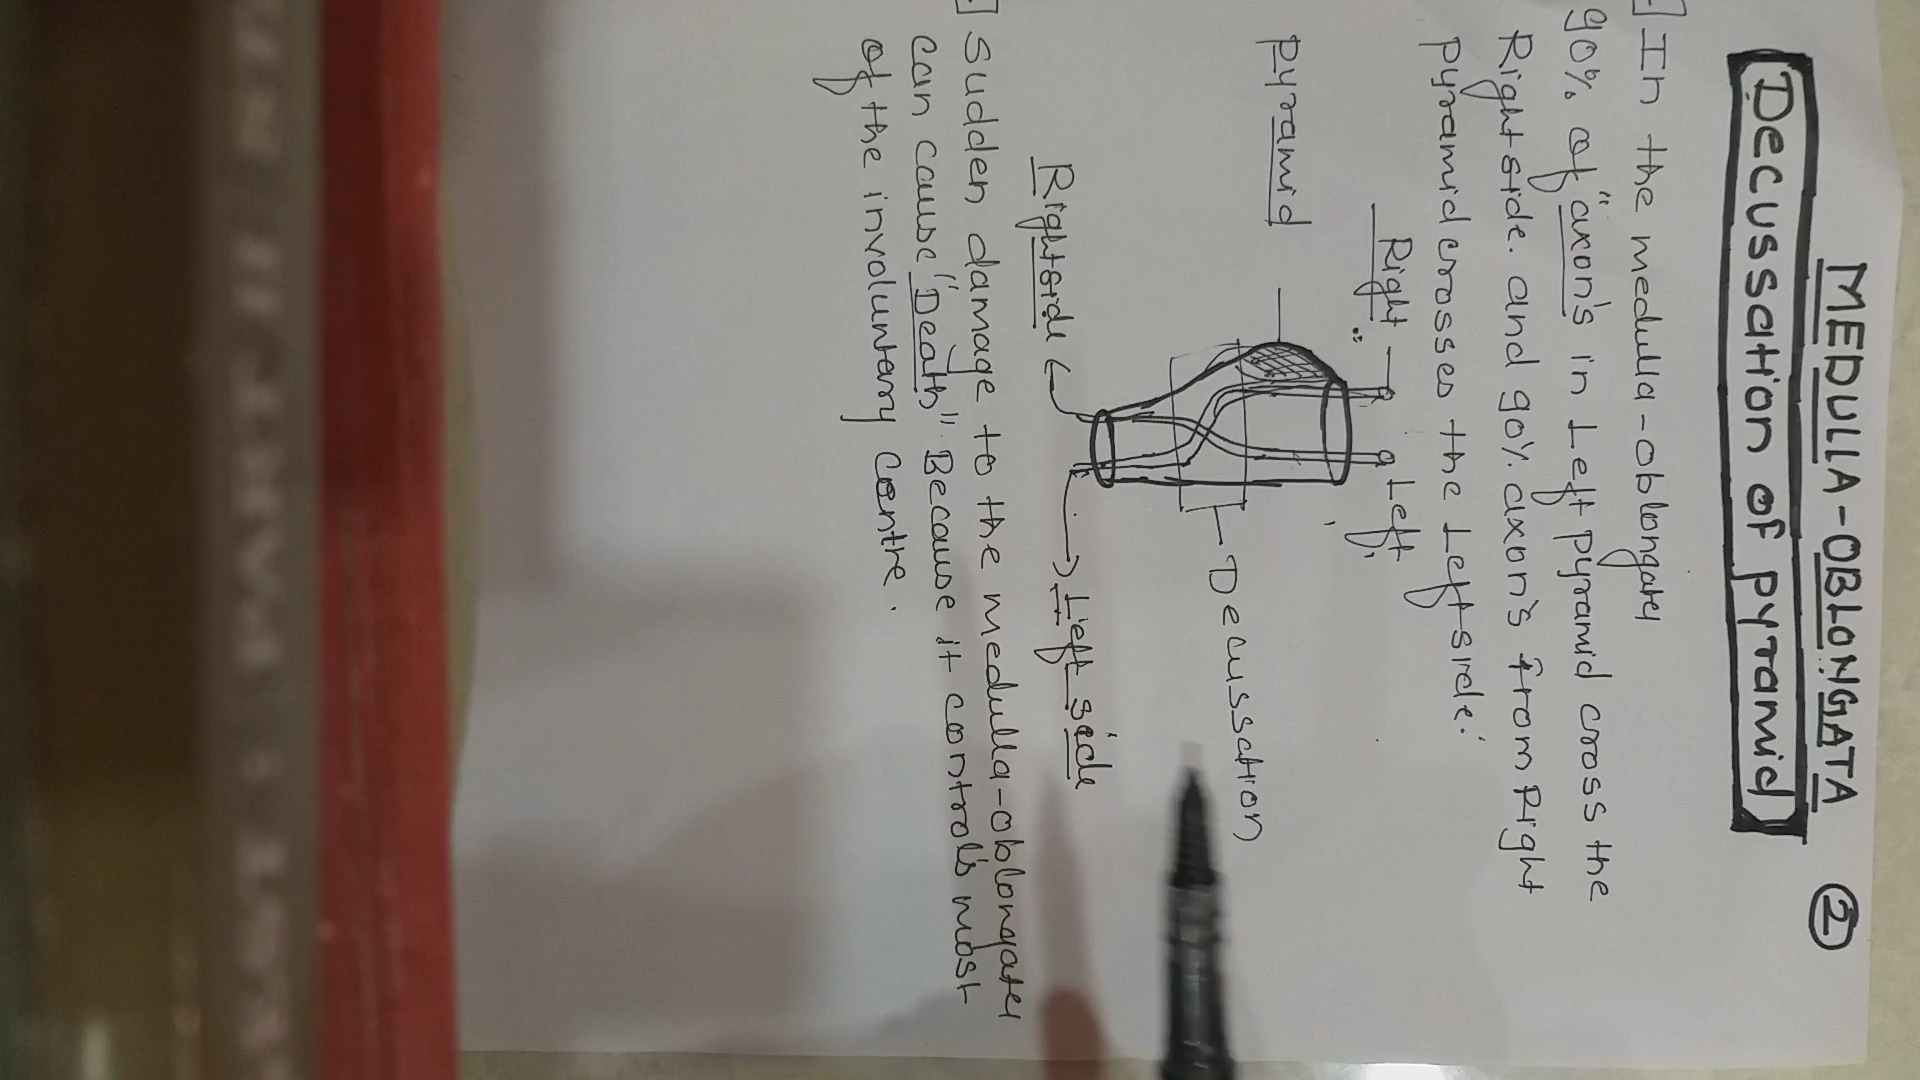 MEDULLA-OBLONGATA ②
Decussation of pyramid
In the medulla-oblongata
90% of "axon's in Left pyramid cross the
Right side. and 90% axon's from Right
pyramid crosses the Left side.
Right
Left
pyramid
Decussation
Right side
Left side
Sudden damage to the medulla-oblongata
can cause "Death". Because it control's most
of the involuntary centre.